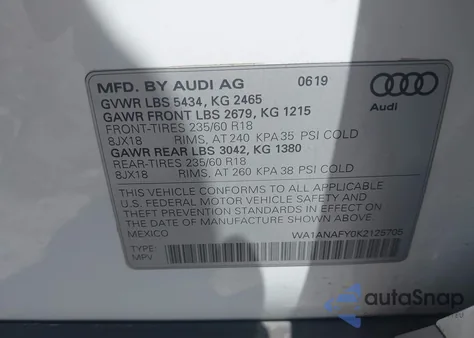 MFD. BY AUDI AG 0619
GVWR LBS 5434, KG 2465
GAWR FRONT LBS 2679, KG 1215
FRONT-TIRES 235/60 R18
8JX18 RIMS, AT 240 KPA 35 PSI COLD
GAWR REAR LBS 3042, KG 1380
REAR-TIRES 235/60 R18
8JX18 RIMS, AT 260 KPA 38 PSI COLD
Audi
THIS VEHICLE CONFORMS TO ALL APPLICABLE
U.S. FEDERAL MOTOR VEHICLE SAFETY AND
THEFT PREVENTION STANDARDS IN EFFECT ON
THE DATE OF MANUFACTURE SHOWN ABOVE.
MEXICO WA1ANAFY0K2125705
TYPE:
MPV
autoSnap
POWERED BY